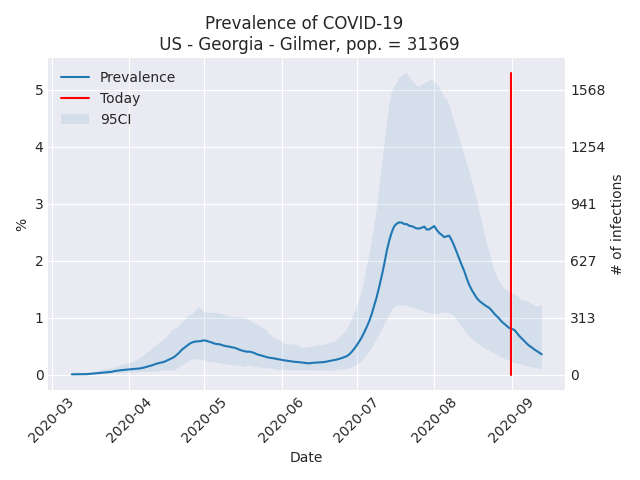 Prevalence of COVID-19
US - Georgia - Gilmer, pop. = 31369
Prevalence
Today
95CI
%
5
4
3
2
1
0
1568
1254
941
627
313
0
# of infections
2020-03
2020-04
2020-05
2020-06
2020-07
2020-08
2020-09
Date